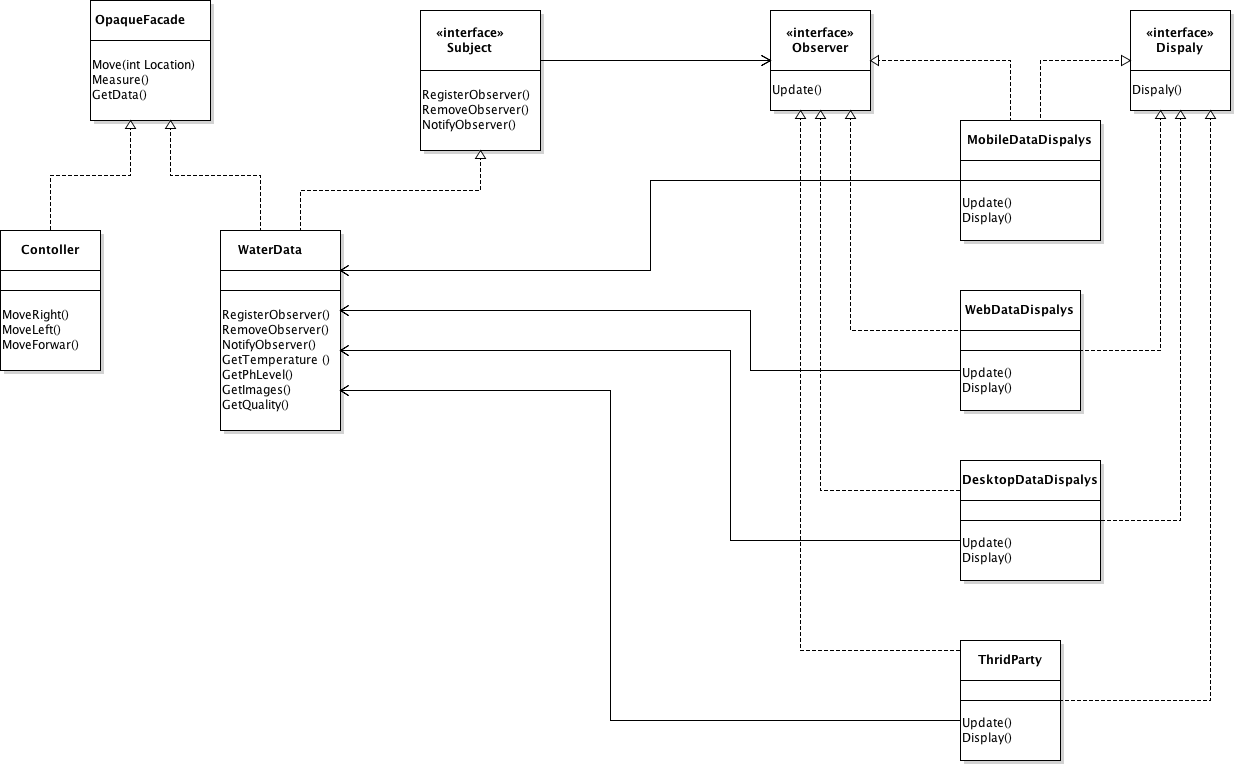 OpaqueFacade
Move(int Location)
Measure()
GetData()
«interface»
Subject
RegisterObserver()
RemoveObserver()
NotifyObserver()
«interface»
Observer
Update()
«interface»
Dispaly
Dispaly()
MobileDataDispalys
Update()
Display()
Contoller
MoveRight()
MoveLeft()
MoveForwar()
WaterData
RegisterObserver()
RemoveObserver()
NotifyObserver()
GetTemperature ()
GetPhLevel()
GetImages()
GetQuality()
WebDataDispalys
Update()
Display()
DesktopDataDispalys
Update()
Display()
ThridParty
Update()
Display()